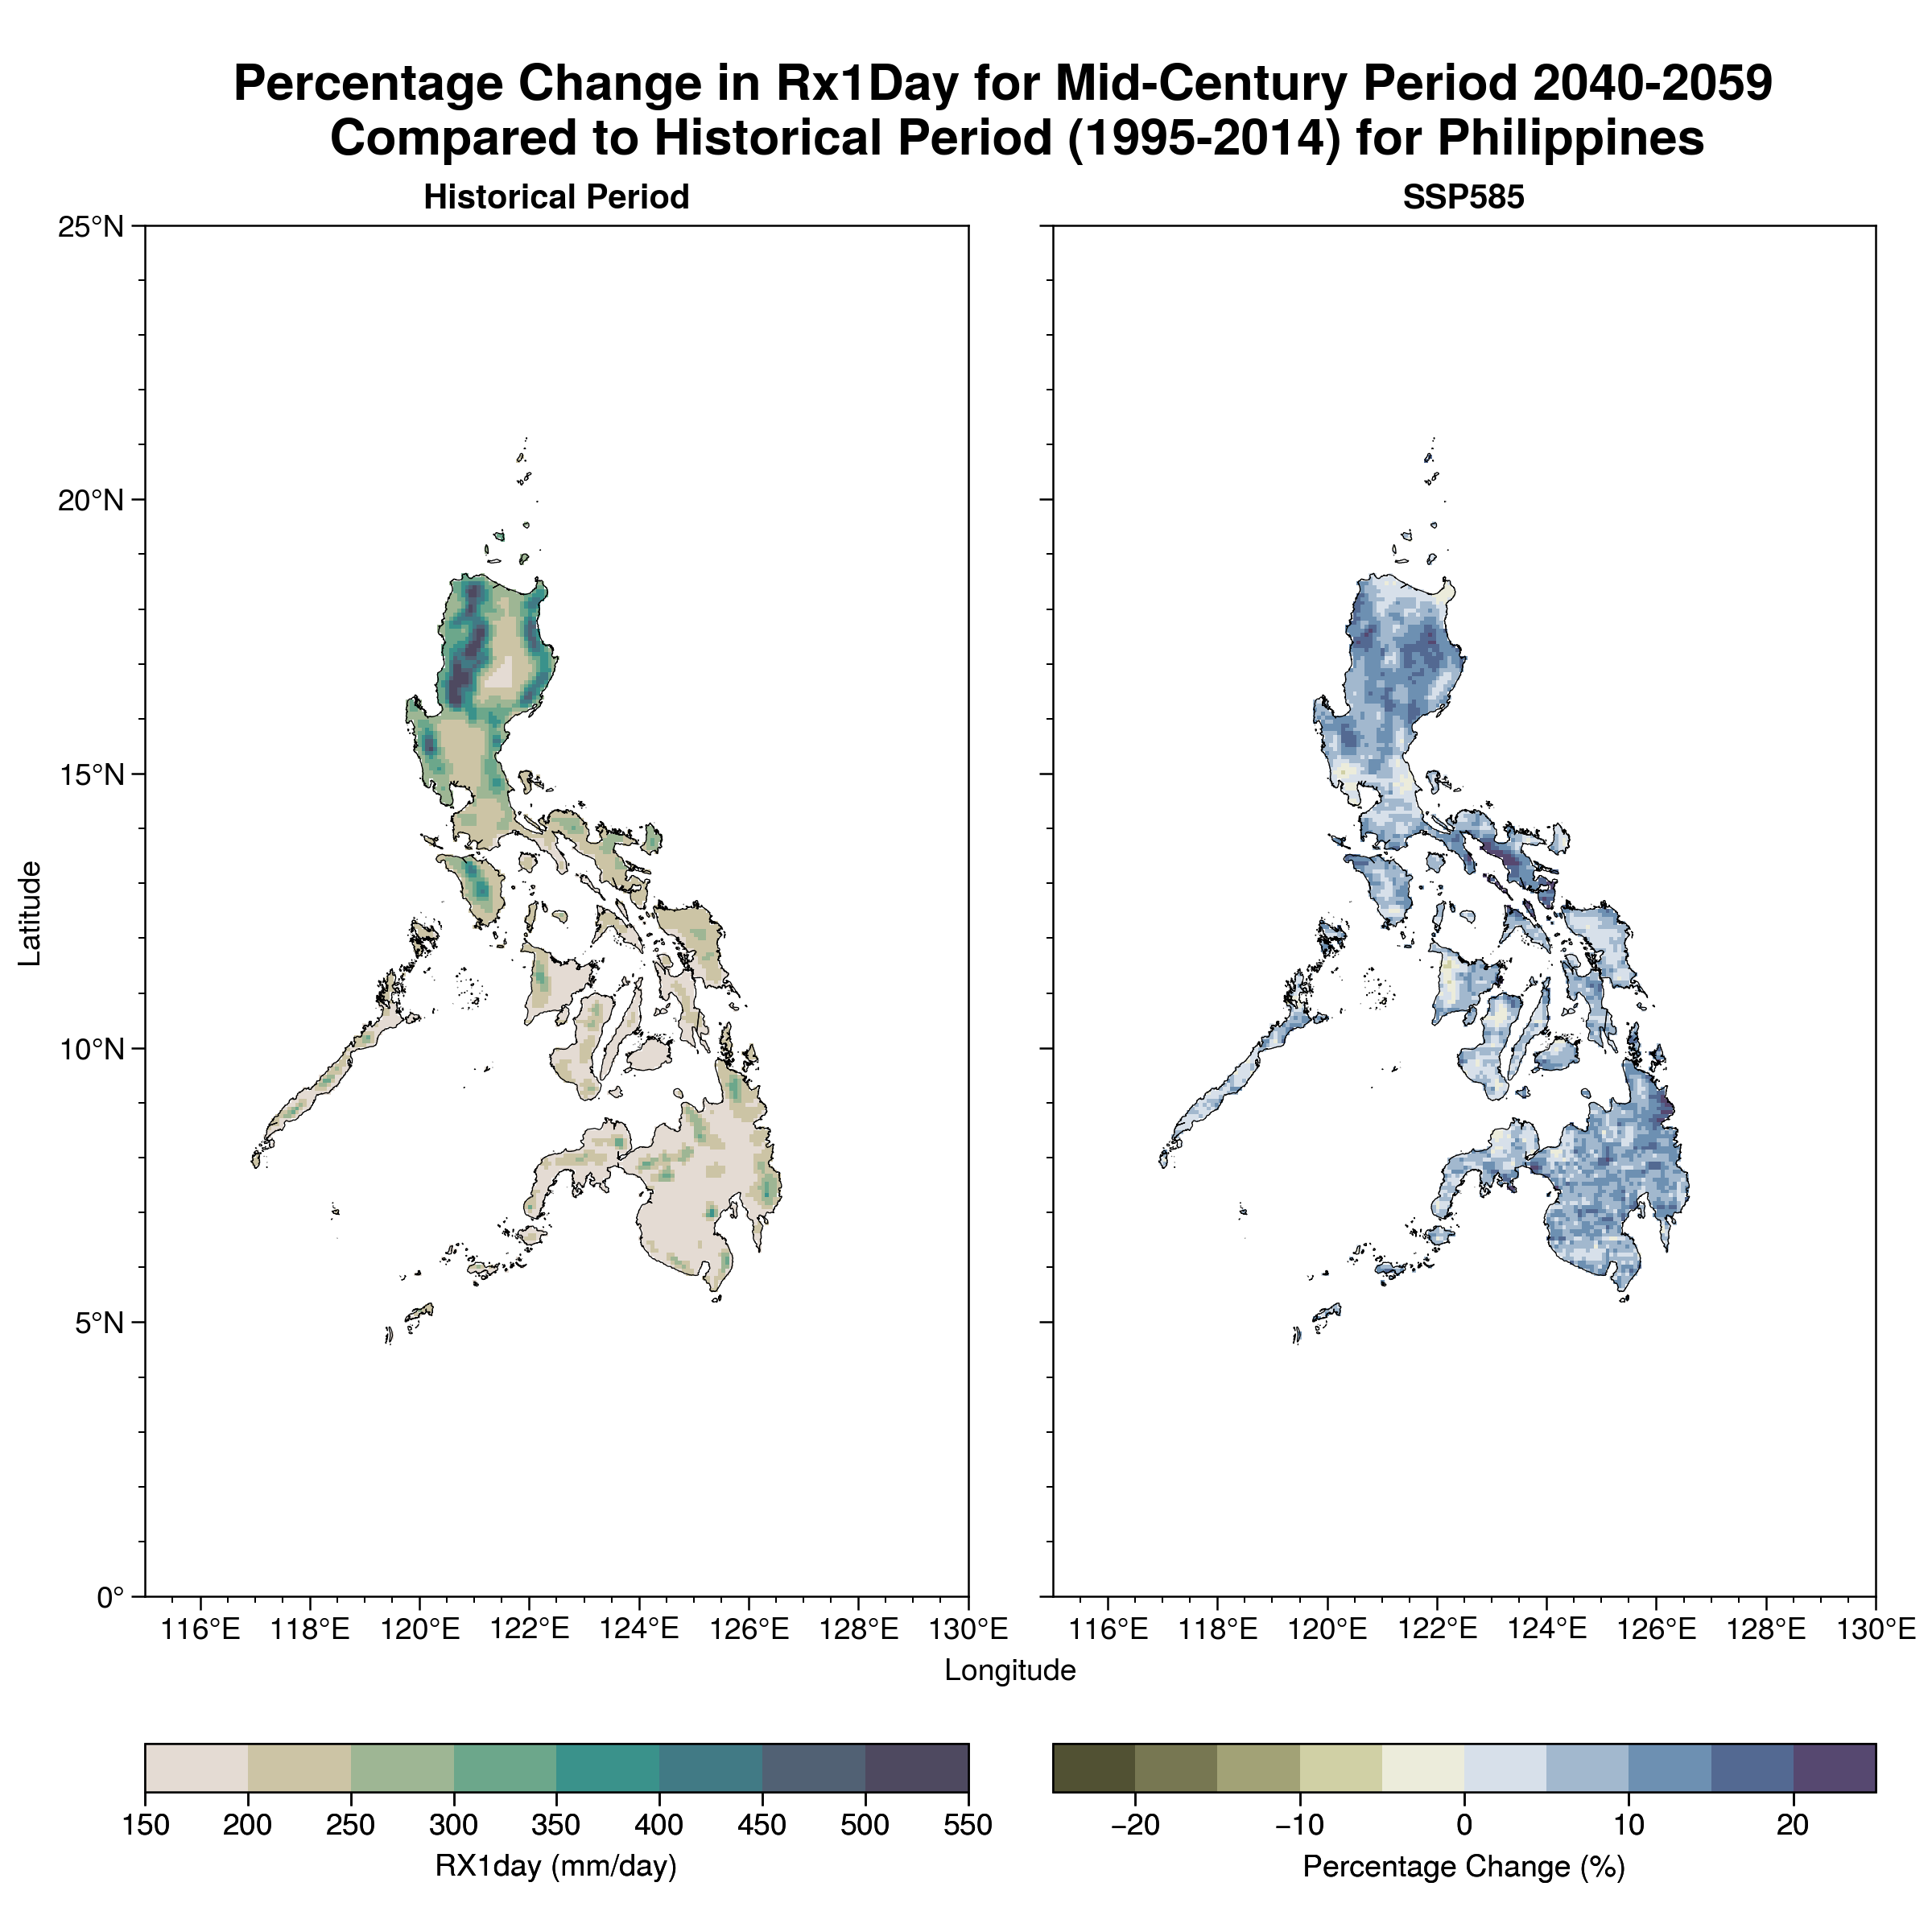 Percentage Change in Rx1Day for Mid-Century Period 2040-2059
Compared to Historical Period (1995-2014) for Philippines
Historical Period
SSP585
25°N
20°N
15°N
10°N
5°N
0°
Latitude
116°E 118°E 120°E 122°E 124°E 126°E 128°E 130°E
116°E 118°E 120°E 122°E 124°E 126°E 128°E 130°E
Longitude
150 200 250 300 350 400 450 500 550
RX1day (mm/day)
−20 −10 0 10 20
Percentage Change (%)